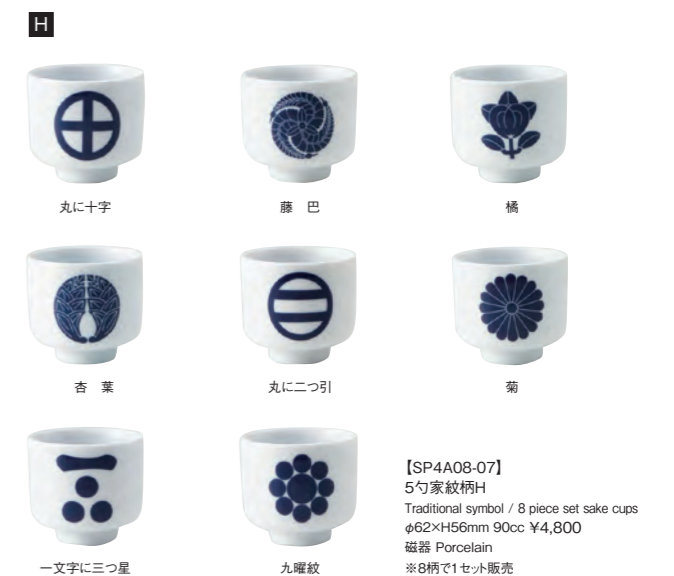 H
丸に十字
藤　巴
橘
杏　葉
丸に二つ引
菊
一文字に三つ星
九曜紋
【SP4A08-07】
5勺家紋柄H
Traditional symbol / 8 piece set sake cups
φ62×H56mm 90cc ¥4,800
磁器 Porcelain
※8柄で1セット販売